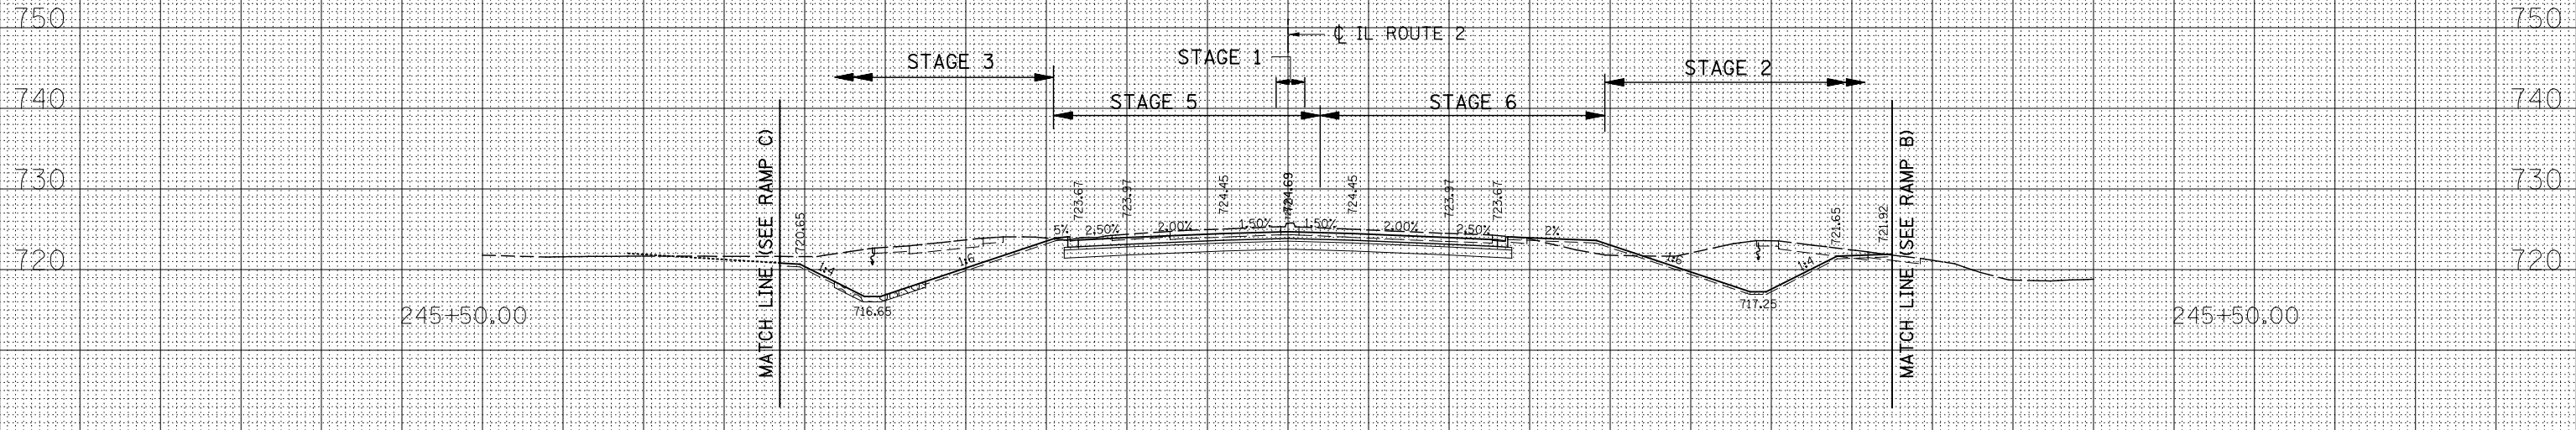 750 750
℄ IL ROUTE 2
STAGE 1
STAGE 3
STAGE 2
740 740
STAGE 5
STAGE 6
MATCH LINE (SEE RAMP C)
MATCH LINE (SEE RAMP B)
730 730
720.65
723.67
723.97
724.45
724.69
724.45
723.97
723.67
721.65
721.92
5% 2.50% 2.00% 1.50% 1.50% 2.00% 2.50% 2%
720 720
1:4 1:6 1:6 1:4
716.65 717.25
245+50.00 245+50.00